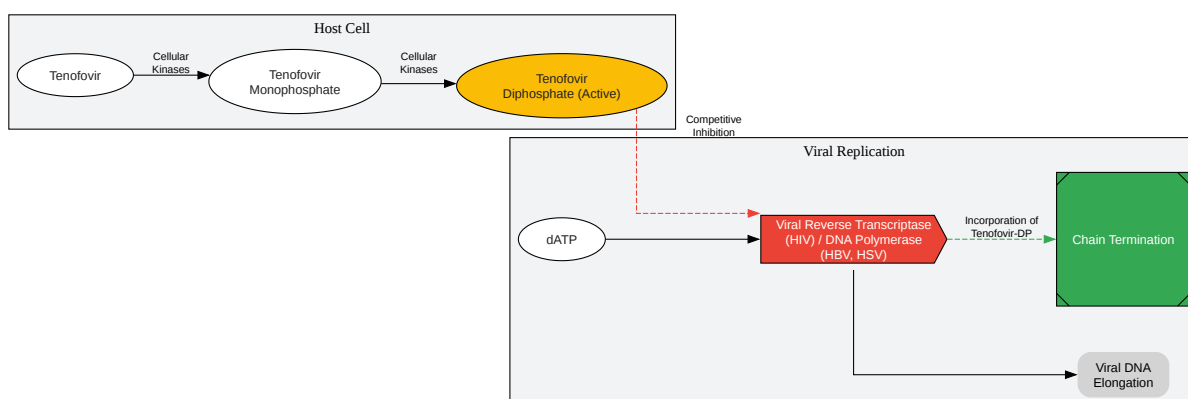 Host Cell
Tenofovir
Cellular
Kinases
Tenofovir
Monophosphate
Cellular
Kinases
Tenofovir
Diphosphate (Active)
Competitive
Inhibition
Viral Replication
dATP
Viral Reverse Transcriptase
(HIV) / DNA Polymerase
(HBV, HSV)
Incorporation of
Tenofovir-DP
Chain Termination
Viral DNA
Elongation